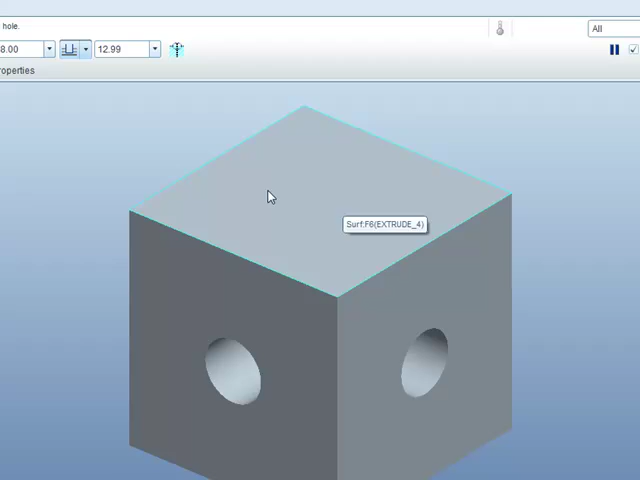 hole.
All
8.00
12.99
roperties
Surf:F6(EXTRUDE_4)